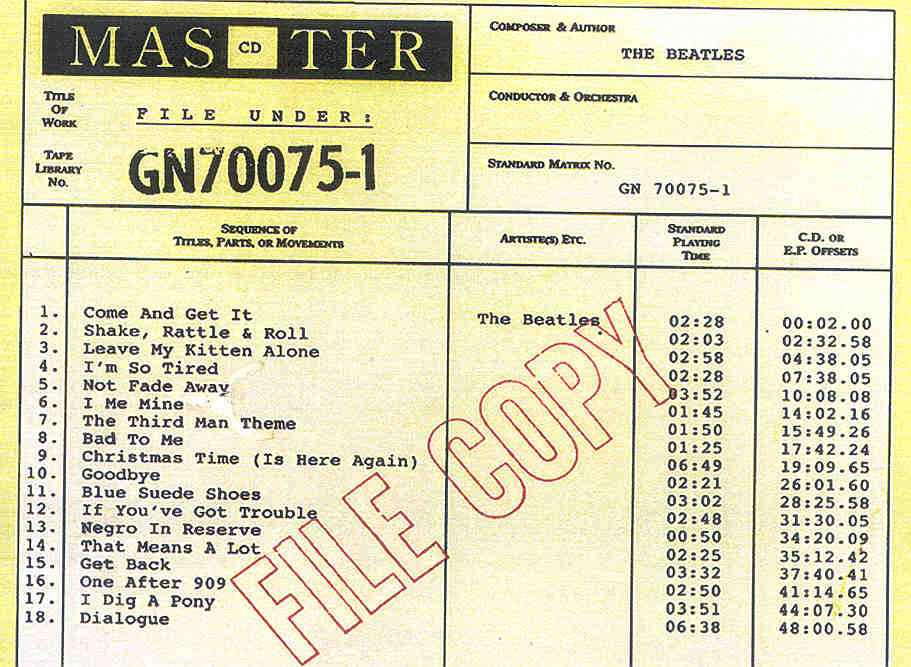 MAS CD TER
TITLE OF WORK
FILE UNDER:
TAPE LIBRARY NO.
GN70075-1
COMPOSER & AUTHOR
THE BEATLES
CONDUCTOR & ORCHESTRA
STANDARD MATRIX NO.
GN 70075-1
SEQUENCE OF TITLES, PARTS, OR MOVEMENTS
ARTISTE(S) ETC.
STANDARD PLAYING TIME
C.D. OR E.P. OFFSETS
1. Come And Get It The Beatles 02:28 00:02.00
2. Shake, Rattle & Roll 02:03 02:32.58
3. Leave My Kitten Alone 02:58 04:38.05
4. I'm So Tired 02:28 07:38.05
5. Not Fade Away 03:52 10:08.08
6. I Me Mine 01:45 14:02.16
7. The Third Man Theme 01:50 15:49.26
8. Bad To Me 01:25 17:42.24
9. Christmas Time (Is Here Again) 06:49 19:09.65
10. Goodbye 02:21 26:01.60
11. Blue Suede Shoes 03:02 28:25.58
12. If You've Got Trouble 02:48 31:30.05
13. Negro In Reserve 00:50 34:20.09
14. That Means A Lot 02:25 35:12.42
15. Get Back 03:32 37:40.41
16. One After 909 02:50 41:14.65
17. I Dig A Pony 03:51 44:07.30
18. Dialogue 06:38 48:00.58
FILE COPY